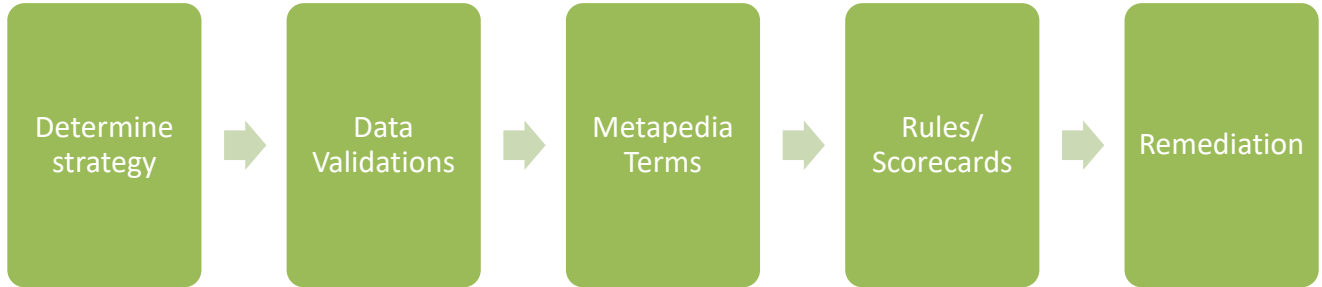 Determine
strategy
Data
Validations
Metapedia
Terms
Rules/
Scorecards
Remediation